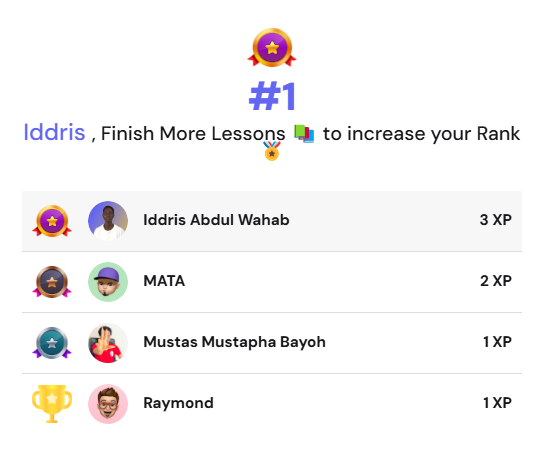 #1
Iddris , Finish More Lessons to increase your Rank
Iddris Abdul Wahab 3 XP
MATA 2 XP
Mustas Mustapha Bayoh 1 XP
Raymond 1 XP